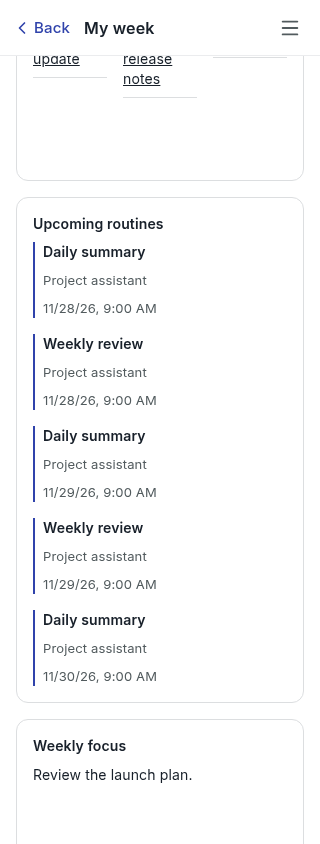 Back My week
update release
notes
Upcoming routines
Daily summary
Project assistant
11/28/26, 9:00 AM
Weekly review
Project assistant
11/28/26, 9:00 AM
Daily summary
Project assistant
11/29/26, 9:00 AM
Weekly review
Project assistant
11/29/26, 9:00 AM
Daily summary
Project assistant
11/30/26, 9:00 AM
Weekly focus
Review the launch plan.